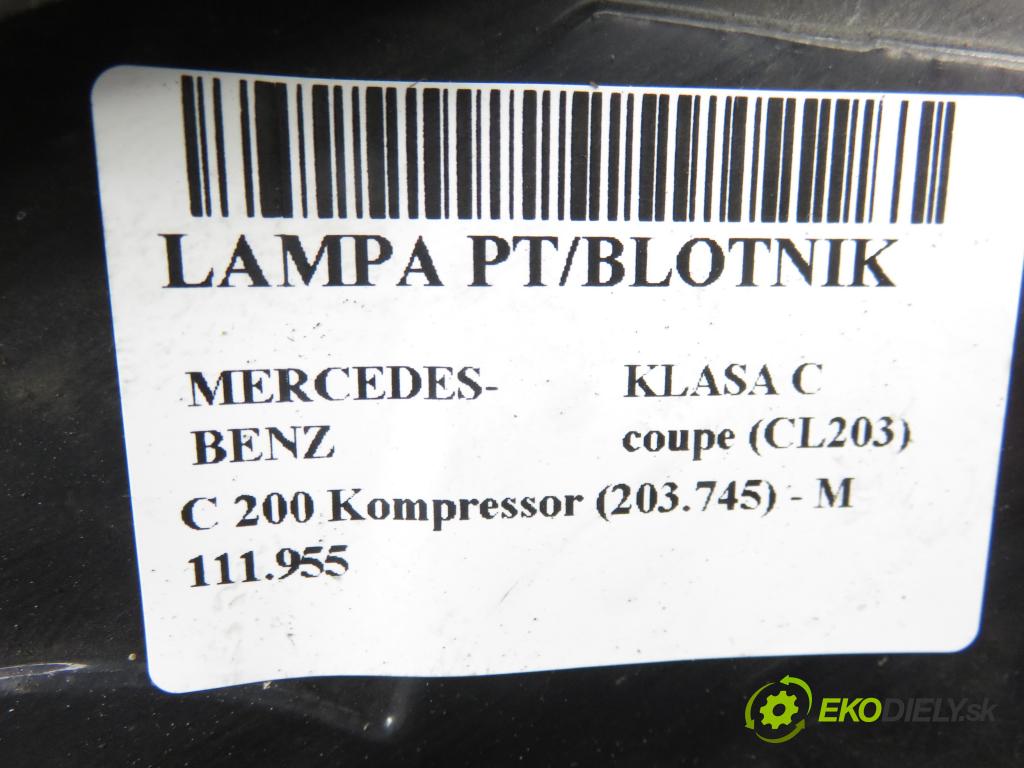 LAMPA PT/BLOTNIK
MERCEDES-
BENZ
KLASA C
coupe (CL203)
C 200 Kompressor (203.745) - M
111.955
EKODIELY.sk